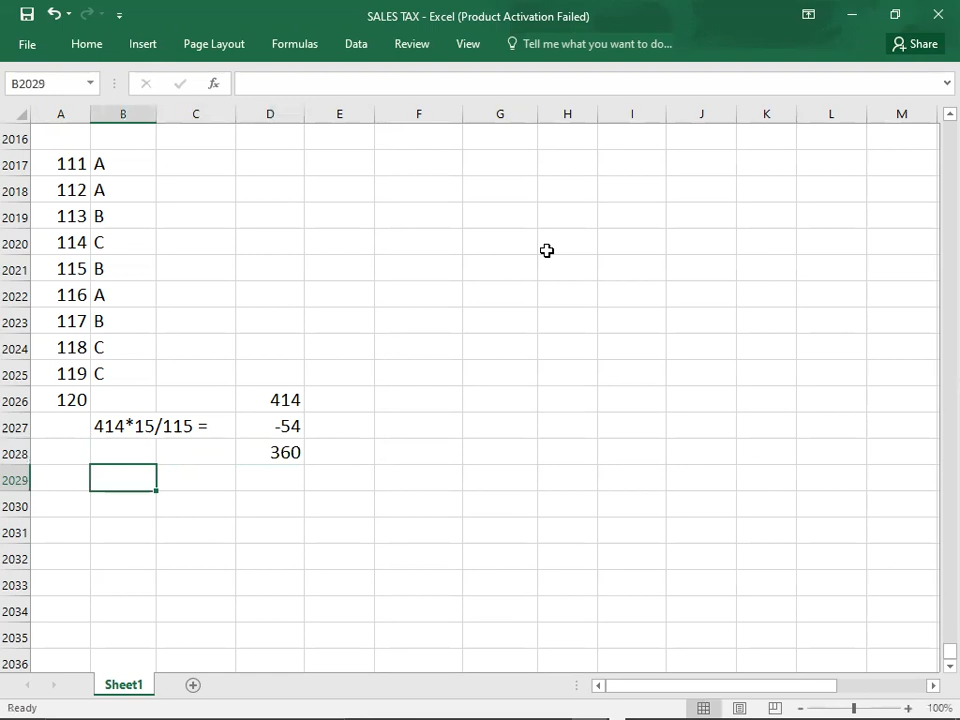 SALES TAX - Excel (Product Activation Failed)
File Home Insert Page Layout Formulas Data Review View Tell me what you want to do... Share
B2029 fx
A B C D E F G H I J K L M
2016
2017 111 A
2018 112 A
2019 113 B
2020 114 C
2021 115 B
2022 116 A
2023 117 B
2024 118 C
2025 119 C
2026 120 414
2027 414*15/115 = -54
2028 360
2029
2030
2031
2032
2033
2034
2035
2036
Sheet1
Ready 100%